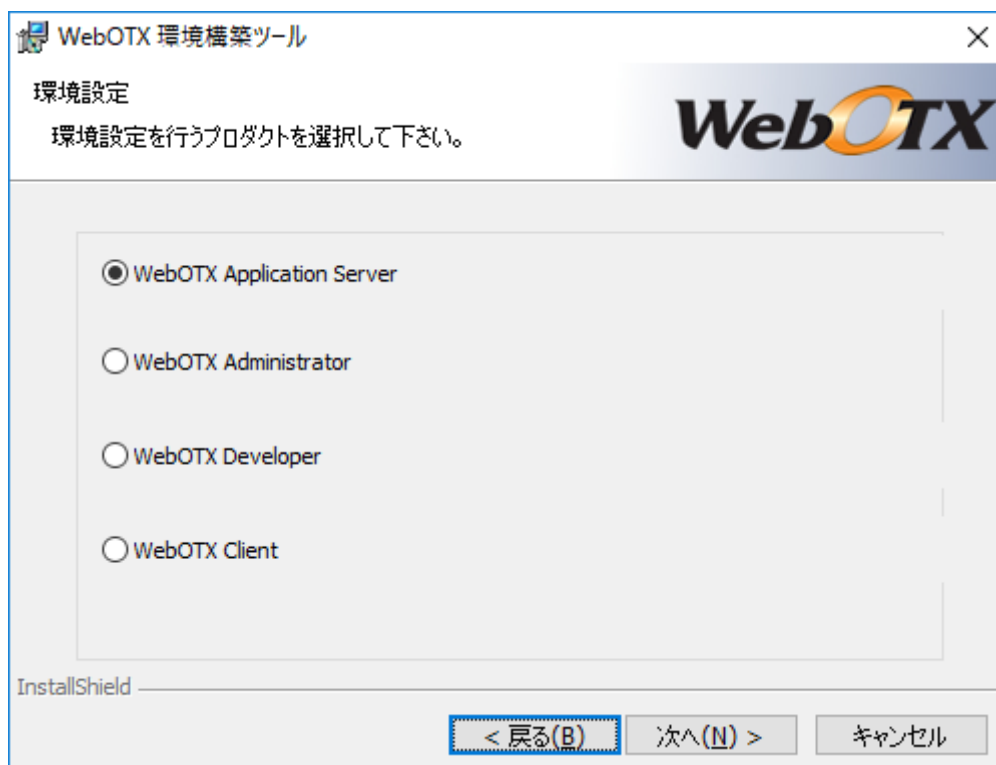 WebOTX 環境構築ツール
環境設定
環境設定を行うプロダクトを選択して下さい。
WebOTX
WebOTX Application Server
WebOTX Administrator
WebOTX Developer
WebOTX Client
InstallShield
< 戻る(B)
次へ(N) >
キャンセル